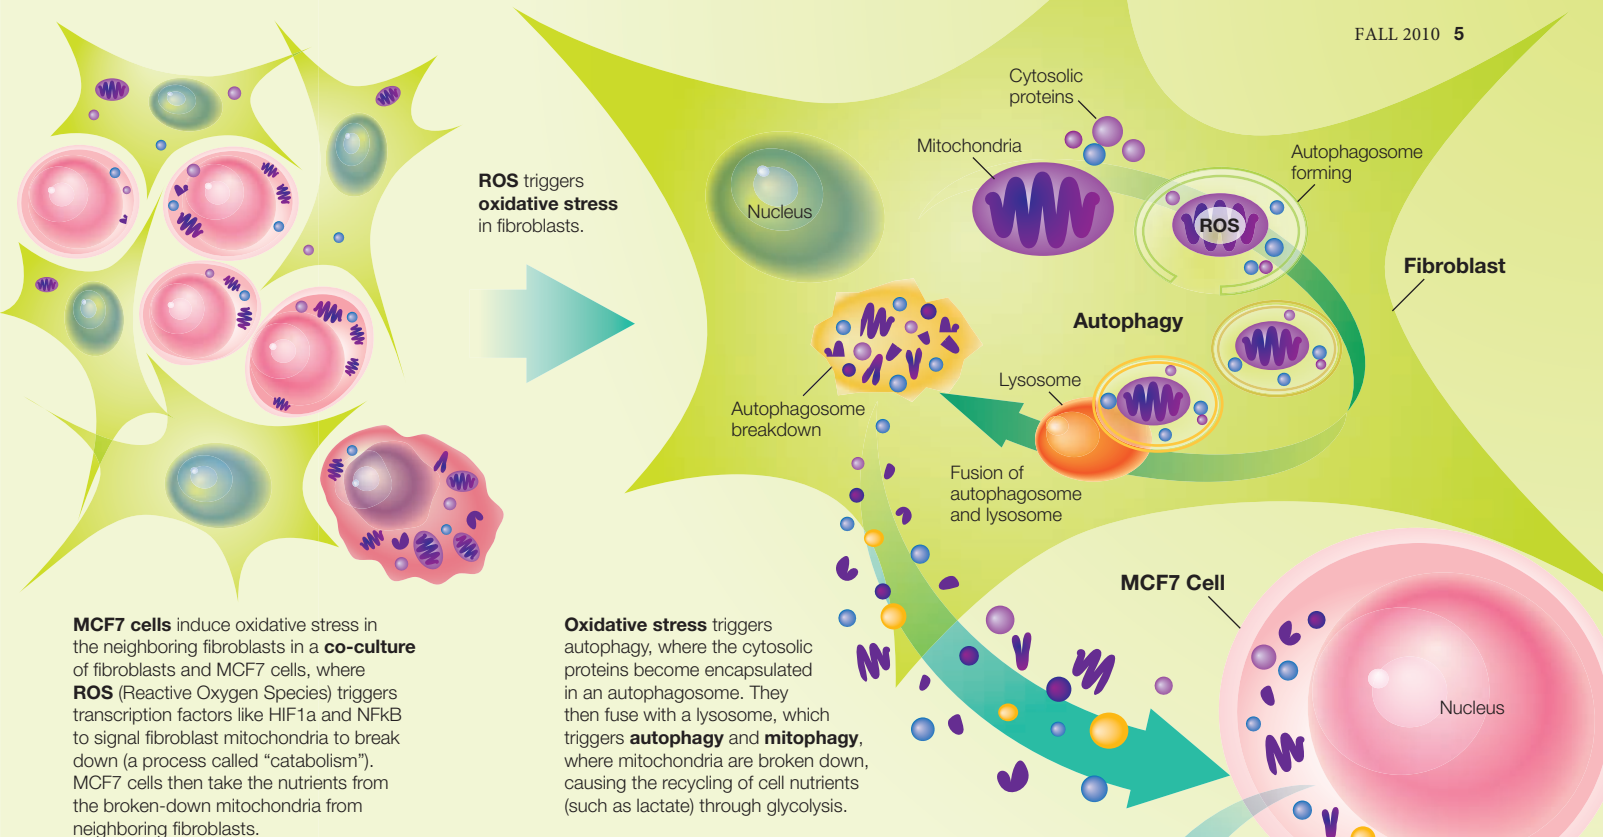 FALL 2010 5
Cytosolic
proteins
Mitochondria
Autophagosome
forming
ROS triggers
oxidative stress
in fibroblasts.
Nucleus
ROS
Fibroblast
Autophagy
Lysosome
Autophagosome
breakdown
Fusion of
autophagosome
and lysosome
MCF7 Cell
Nucleus
MCF7 cells induce oxidative stress in
the neighboring fibroblasts in a co-culture
of fibroblasts and MCF7 cells, where
ROS (Reactive Oxygen Species) triggers
transcription factors like HIF1a and NFkB
to signal fibroblast mitochondria to break
down (a process called “catabolism”).
MCF7 cells then take the nutrients from
the broken-down mitochondria from
neighboring fibroblasts.
Oxidative stress triggers
autophagy, where the cytosolic
proteins become encapsulated
in an autophagosome. They
then fuse with a lysosome, which
triggers autophagy and mitophagy,
where mitochondria are broken down,
causing the recycling of cell nutrients
(such as lactate) through glycolysis.